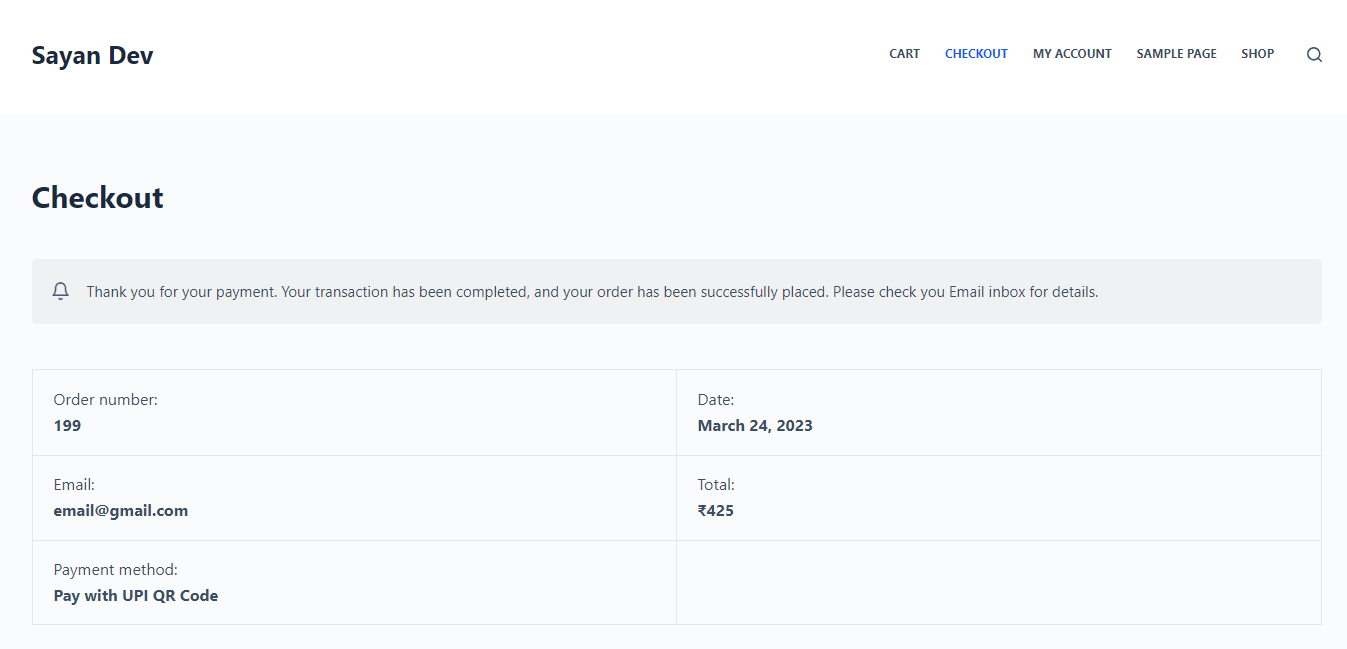 Sayan Dev
CART CHECKOUT MY ACCOUNT SAMPLE PAGE SHOP
Checkout
Thank you for your payment. Your transaction has been completed, and your order has been successfully placed. Please check you Email inbox for details.
Order number:
199
Date:
March 24, 2023
Email:
email@gmail.com
Total:
₹425
Payment method:
Pay with UPI QR Code